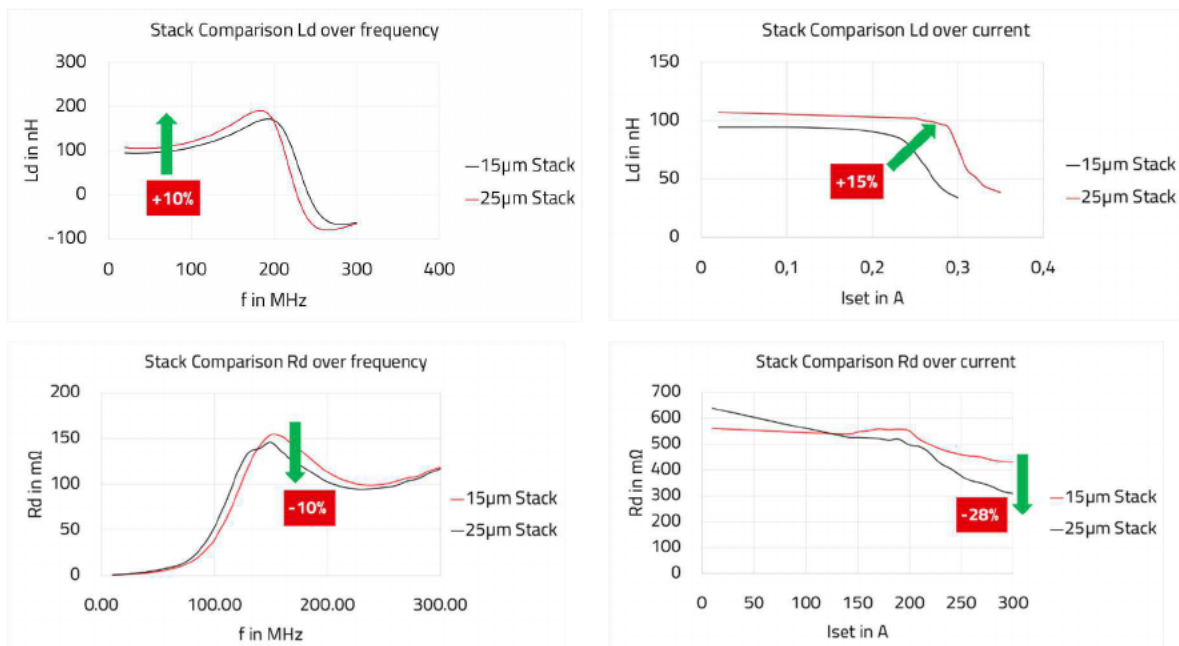 Stack Comparison Ld over frequency
300
200
100
0
-100
Ld in nH
+10%
0
100
200
300
400
f in MHz
15µm Stack
25µm Stack
Stack Comparison Ld over current
150
100
50
0
Ld in nH
+15%
0
0,1
0,2
0,3
0,4
Iset in A
15µm Stack
25µm Stack
Stack Comparison Rd over frequency
200
150
100
50
0
Rd in mΩ
-10%
0.00
100.00
200.00
300.00
f in MHz
15µm Stack
25µm Stack
Stack Comparison Rd over current
700
600
500
400
300
200
100
0
Rd in mΩ
-28%
0
50
100
150
200
250
300
Iset in A
15µm Stack
25µm Stack